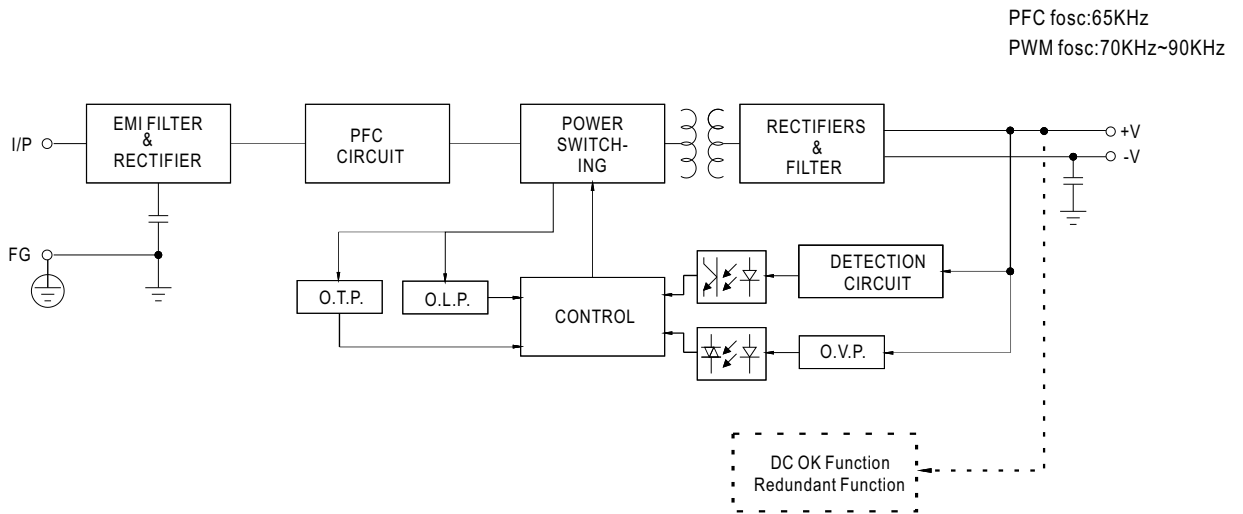 PFC fosc:65KHz
PWM fosc:70KHz~90KHz
I/P
EMI FILTER
&
RECTIFIER
PFC
CIRCUIT
POWER
SWITCH-
ING
RECTIFIERS
&
FILTER
+V
-V
FG
O.T.P.
O.L.P.
CONTROL
DETECTION
CIRCUIT
O.V.P.
DC OK Function
Redundant Function